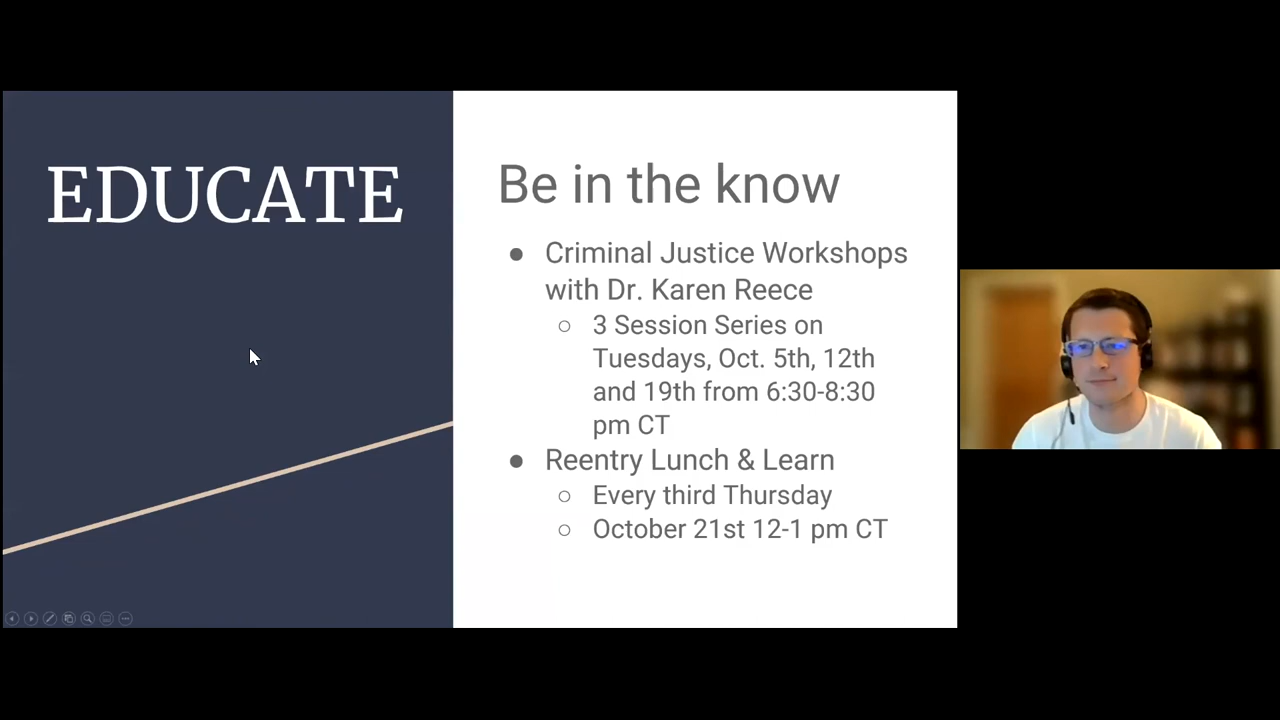 EDUCATE
Be in the know
● Criminal Justice Workshops
with Dr. Karen Reece
○ 3 Session Series on
Tuesdays, Oct. 5th, 12th
and 19th from 6:30-8:30
pm CT
● Reentry Lunch & Learn
○ Every third Thursday
○ October 21st 12-1 pm CT